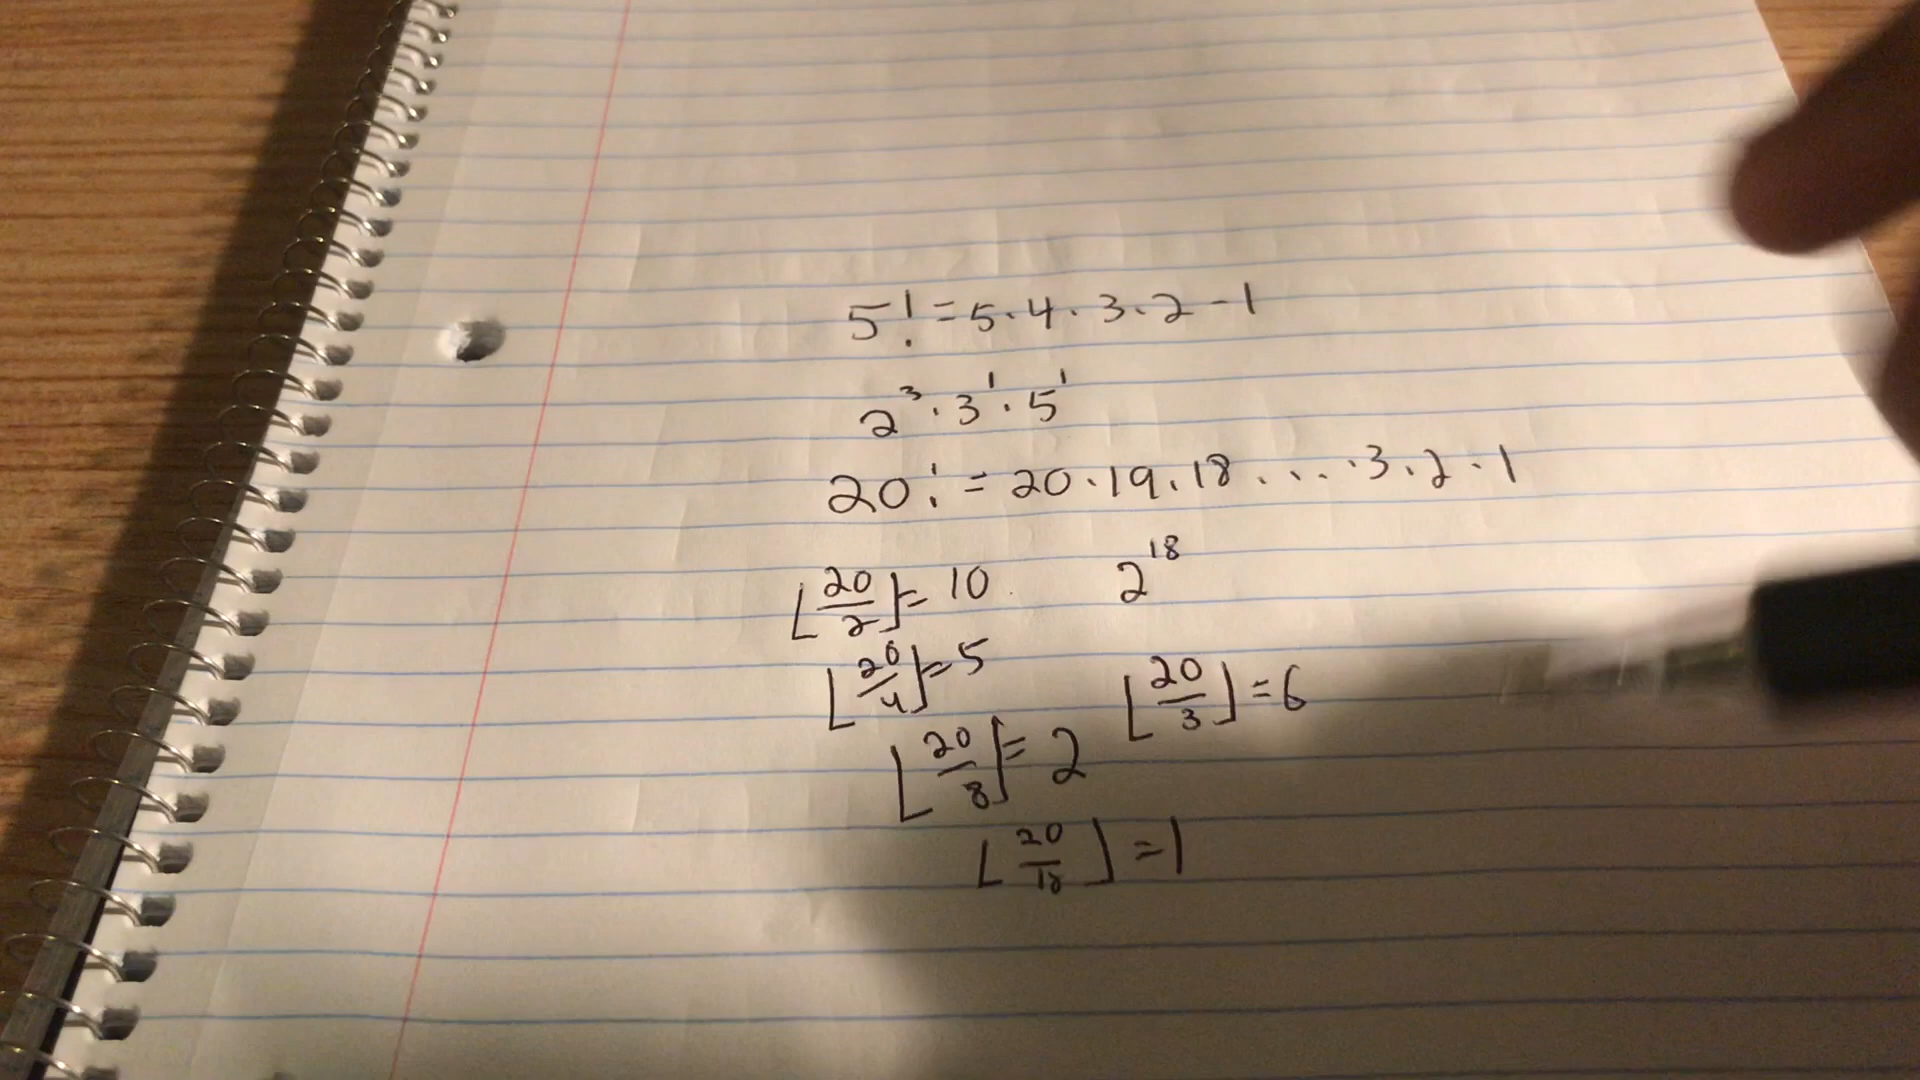 5! = 5 · 4 · 3 · 2 - 1
2³ · 3¹ · 5¹
20! = 20 · 19 · 18 · ... · 3 · 2 · 1
⌊20/2⌋ = 10
2¹⁸
⌊20/4⌋ = 5
⌊20/3⌋ = 6
⌊20/8⌋ = 2
⌊20/18⌋ = 1